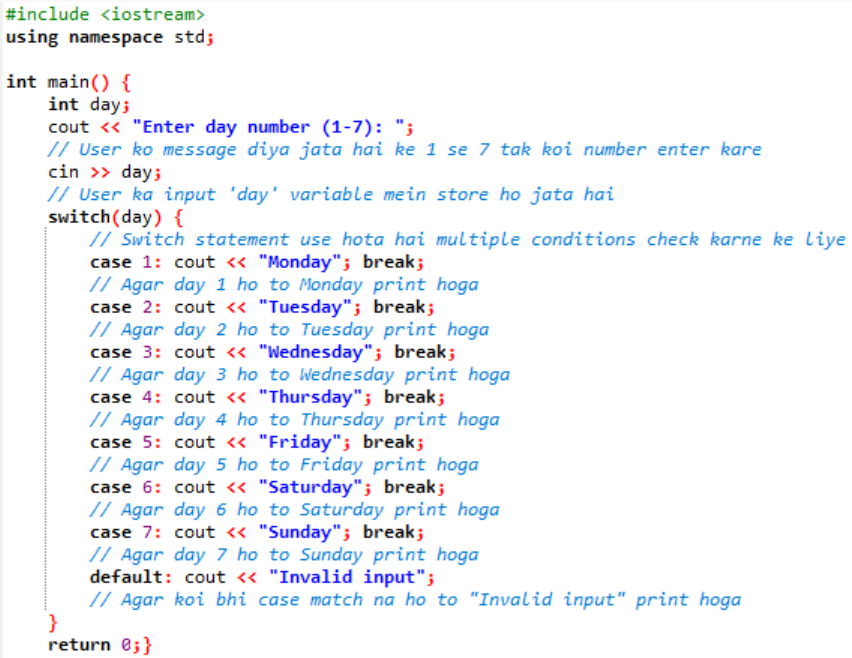 #include <iostream>
using namespace std;
int main() {
int day;
cout << "Enter day number (1-7): ";
// User ko message diya jata hai ke 1 se 7 tak koi number enter kare
cin >> day;
// User ka input 'day' variable mein store ho jata hai
switch(day) {
// Switch statement use hota hai multiple conditions check karne ke liye
case 1: cout << "Monday"; break;
// Agar day 1 ho to Monday print hoga
case 2: cout << "Tuesday"; break;
// Agar day 2 ho to Tuesday print hoga
case 3: cout << "Wednesday"; break;
// Agar day 3 ho to Wednesday print hoga
case 4: cout << "Thursday"; break;
// Agar day 4 ho to Thursday print hoga
case 5: cout << "Friday"; break;
// Agar day 5 ho to Friday print hoga
case 6: cout << "Saturday"; break;
// Agar day 6 ho to Saturday print hoga
case 7: cout << "Sunday"; break;
// Agar day 7 ho to Sunday print hoga
default: cout << "Invalid input";
// Agar koi bhi case match na ho to "Invalid input" print hoga
}
return 0;}